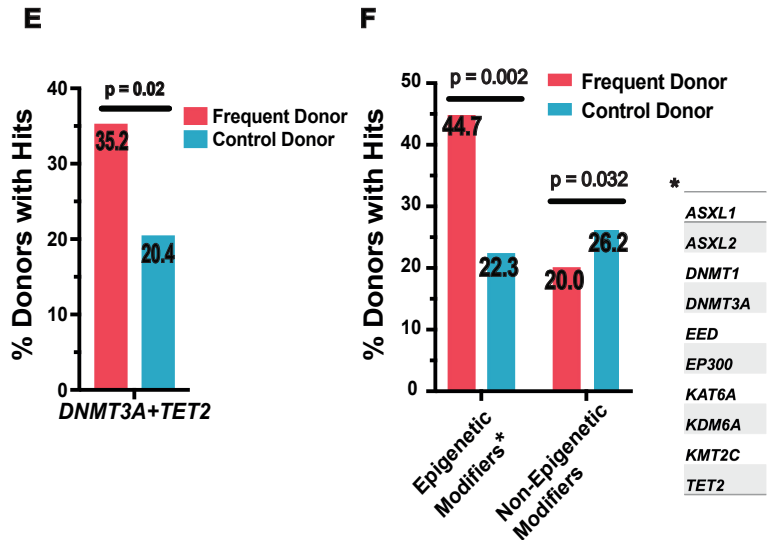 E
p = 0.02
Frequent Donor
Control Donor
% Donors with Hits
40
30
20
10
0
35.2
20.4
DNMT3A+TET2
F
p = 0.002
Frequent Donor
Control Donor
% Donors with Hits
50
40
30
20
10
0
44.7
22.3
p = 0.032
20.0
26.2
Epigenetic
Modifiers*
Non-Epigenetic
Modifiers
*
ASXL1
ASXL2
DNMT1
DNMT3A
EED
EP300
KAT6A
KDM6A
KMT2C
TET2